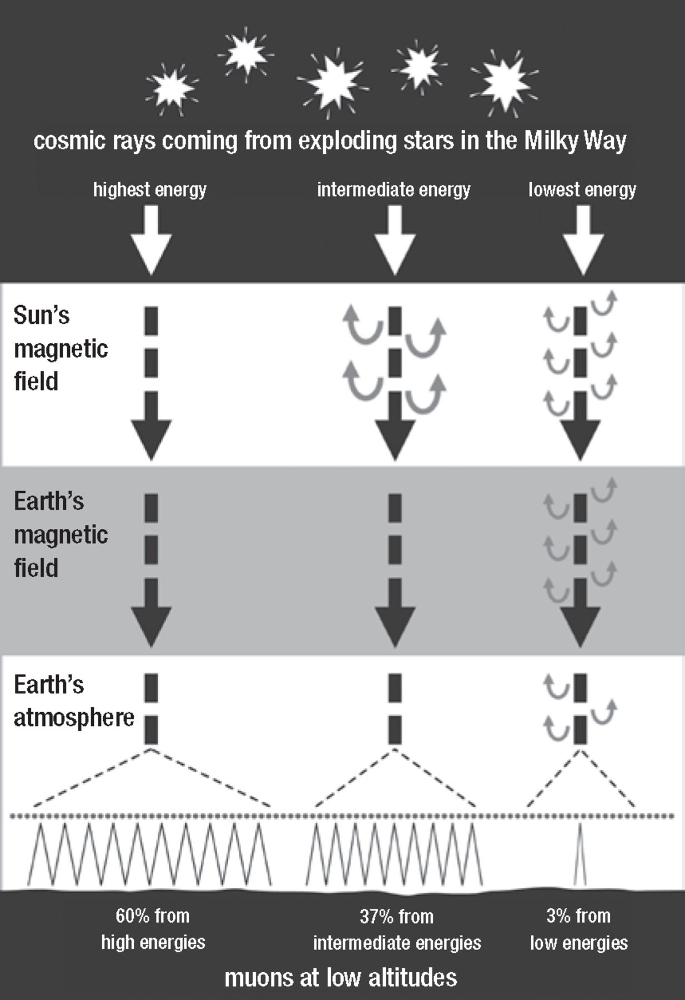 cosmic rays coming from exploding stars in the Milky Way
highest energy
intermediate energy
lowest energy
Sun’s
magnetic
field
Earth’s
magnetic
field
Earth’s
atmosphere
60% from
high energies
37% from
intermediate energies
3% from
low energies
muons at low altitudes